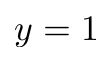 y = 1